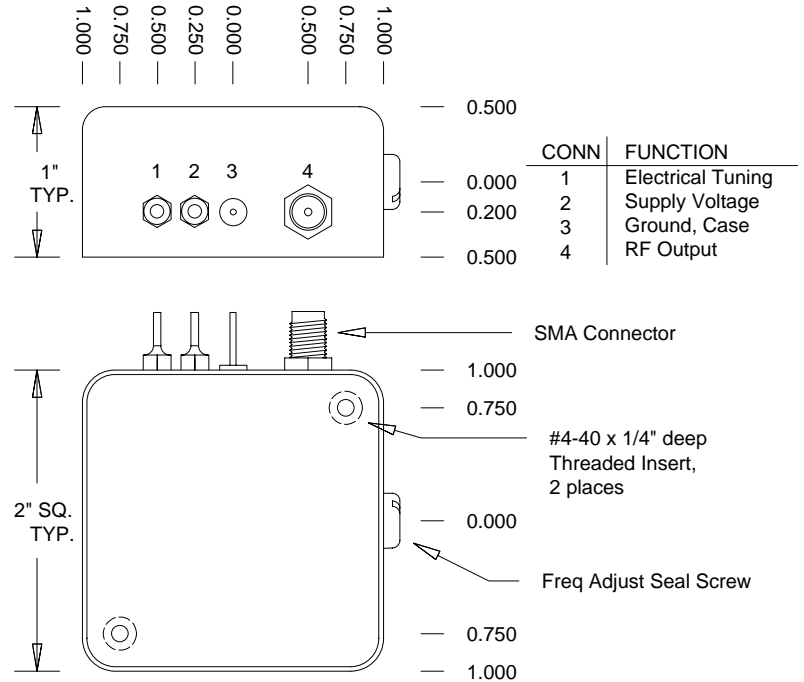 1.000
0.750
0.500
0.250
0.000
0.500
0.750
1.000
0.500
0.000
0.200
0.500
1"
TYP.
1 2 3 4
CONN FUNCTION
1 Electrical Tuning
2 Supply Voltage
3 Ground, Case
4 RF Output
SMA Connector
1.000
0.750
#4-40 x 1/4" deep
Threaded Insert,
2 places
2" SQ.
TYP.
0.000
Freq Adjust Seal Screw
0.750
1.000